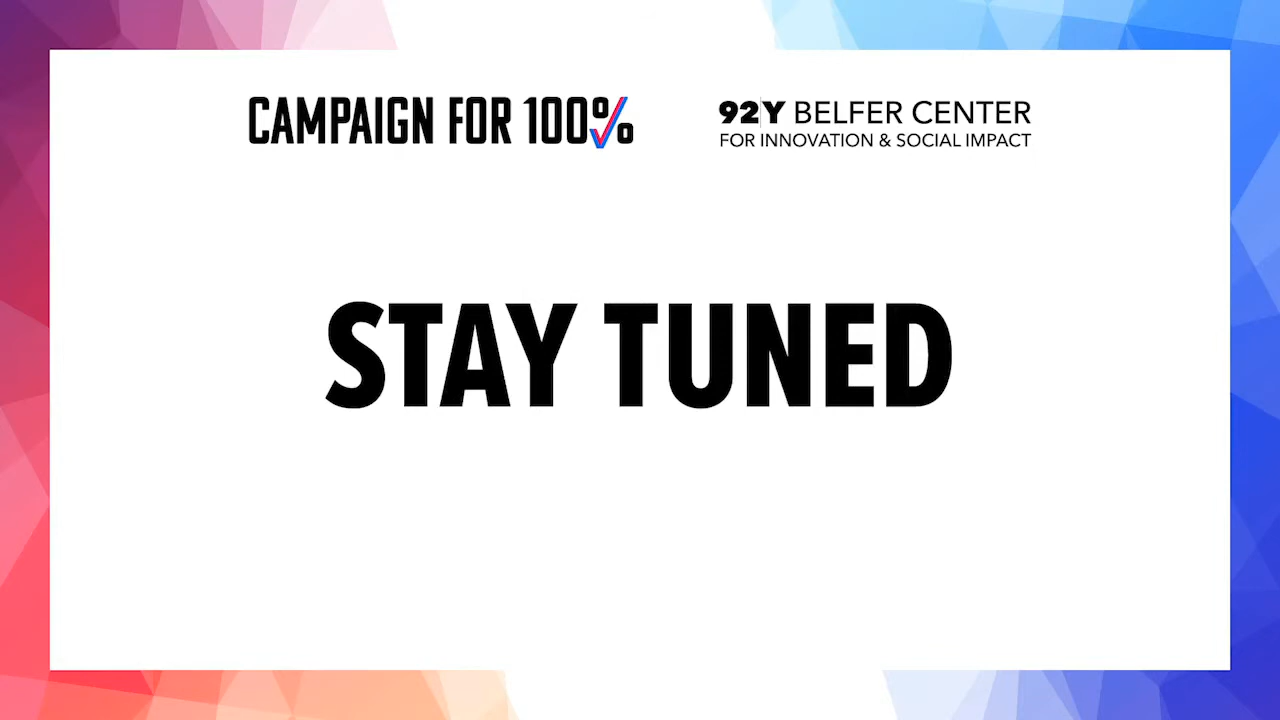 CAMPAIGN FOR 100%
92Y BELFER CENTER
FOR INNOVATION & SOCIAL IMPACT
STAY TUNED